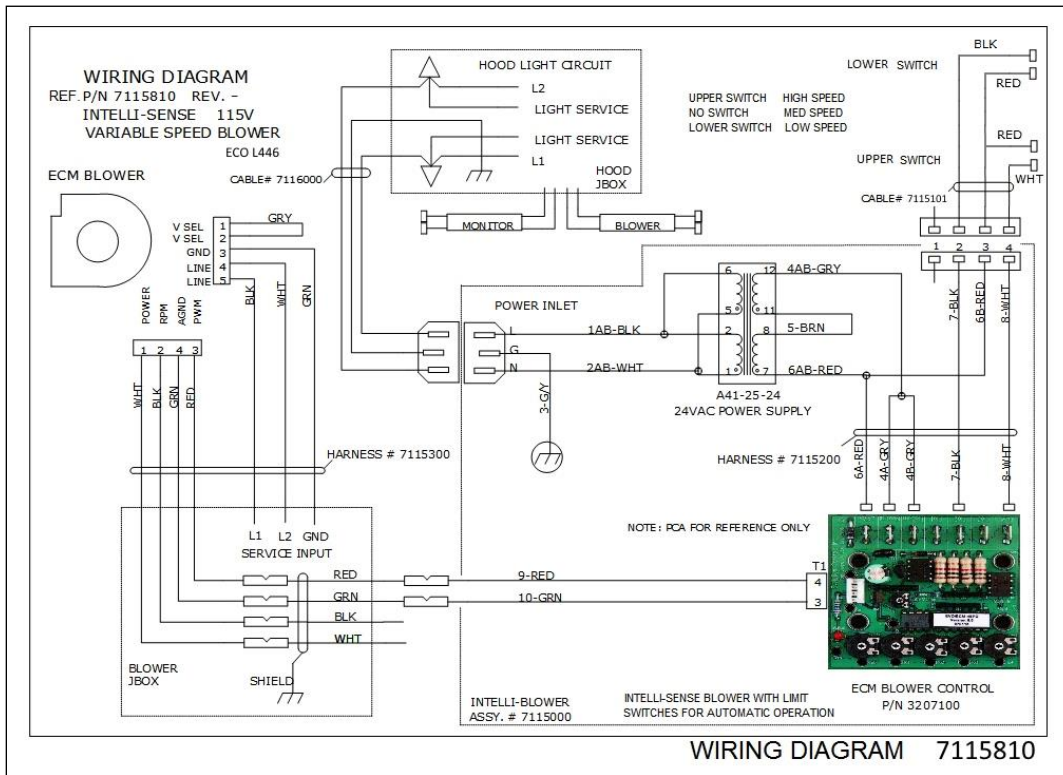 WIRING DIAGRAM
REF. P/N 7115810 REV. -
INTELLI-SENSE 115V
VARIABLE SPEED BLOWER
ECO L446
ECM BLOWER
V SEL 1
V SEL 2
GND 3
LINE 4
LINE 5
GRY
BLK
WHT
GRN
POWER
RPM
AGND
PWM
1 2 4 3
WHT
BLK
GRN
RED
HARNESS # 7115300
L1 L2 GND
SERVICE INPUT
RED
GRN
BLK
WHT
SHIELD
BLOWER
JBOX
CABLE# 7116000
HOOD LIGHT CIRCUIT
L2
LIGHT SERVICE
LIGHT SERVICE
L1
HOOD
JBOX
MONITOR
BLOWER
UPPER SWITCH HIGH SPEED
NO SWITCH MED SPEED
LOWER SWITCH LOW SPEED
BLK
LOWER SWITCH
RED
RED
UPPER SWITCH
WHT
CABLE# 7115101
1 2 3 4
7-BLK
6B-RED
8-WHT
POWER INLET
L
G
N
1AB-BLK
2AB-WHT
3-G/Y
6 12
5 11
2 8
1 7
4AB-GRY
5-BRN
6AB-RED
A41-25-24
24VAC POWER SUPPLY
HARNESS # 7115200
6A-RED
4A-GRY
4B-GRY
7-BLK
8-WHT
NOTE: PCA FOR REFERENCE ONLY
T1
4
3
9-RED
10-GRN
ECM BLOWER CONTROL
P/N 3207100
INTELLI-BLOWER
ASSY. # 7115000
INTELLI-SENSE BLOWER WITH LIMIT
SWITCHES FOR AUTOMATIC OPERATION
WIRING DIAGRAM 7115810